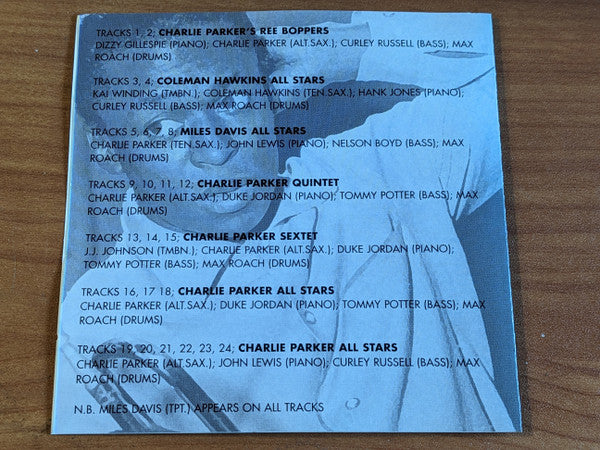 TRACKS 1, 2; CHARLIE PARKER'S REE BOPPERS
DIZZY GILLESPIE (PIANO); CHARLIE PARKER (ALT.SAX.); CURLEY RUSSELL (BASS); MAX
ROACH (DRUMS)
TRACKS 3, 4; COLEMAN HAWKINS ALL STARS
KAI WINDING (TMBN.); COLEMAN HAWKINS (TEN.SAX.); HANK JONES (PIANO);
CURLEY RUSSELL (BASS); MAX ROACH (DRUMS)
TRACKS 5, 6, 7, 8; MILES DAVIS ALL STARS
CHARLIE PARKER (TEN.SAX.); JOHN LEWIS (PIANO); NELSON BOYD (BASS); MAX
ROACH (DRUMS)
TRACKS 9, 10, 11, 12; CHARLIE PARKER QUINTET
CHARLIE PARKER (ALT.SAX.); DUKE JORDAN (PIANO); TOMMY POTTER (BASS); MAX
ROACH (DRUMS)
TRACKS 13, 14, 15; CHARLIE PARKER SEXTET
J.J. JOHNSON (TMBN.); CHARLIE PARKER (ALT.SAX.); DUKE JORDAN (PIANO);
TOMMY POTTER (BASS); MAX ROACH (DRUMS)
TRACKS 16, 17 18; CHARLIE PARKER ALL STARS
CHARLIE PARKER (ALT.SAX.); DUKE JORDAN (PIANO); TOMMY POTTER (BASS); MAX
ROACH (DRUMS)
TRACKS 19, 20, 21, 22, 23, 24; CHARLIE PARKER ALL STARS
CHARLIE PARKER (ALT.SAX.); JOHN LEWIS (PIANO); CURLEY RUSSELL (BASS); MAX
ROACH (DRUMS)
N.B. MILES DAVIS (TPT.) APPEARS ON ALL TRACKS